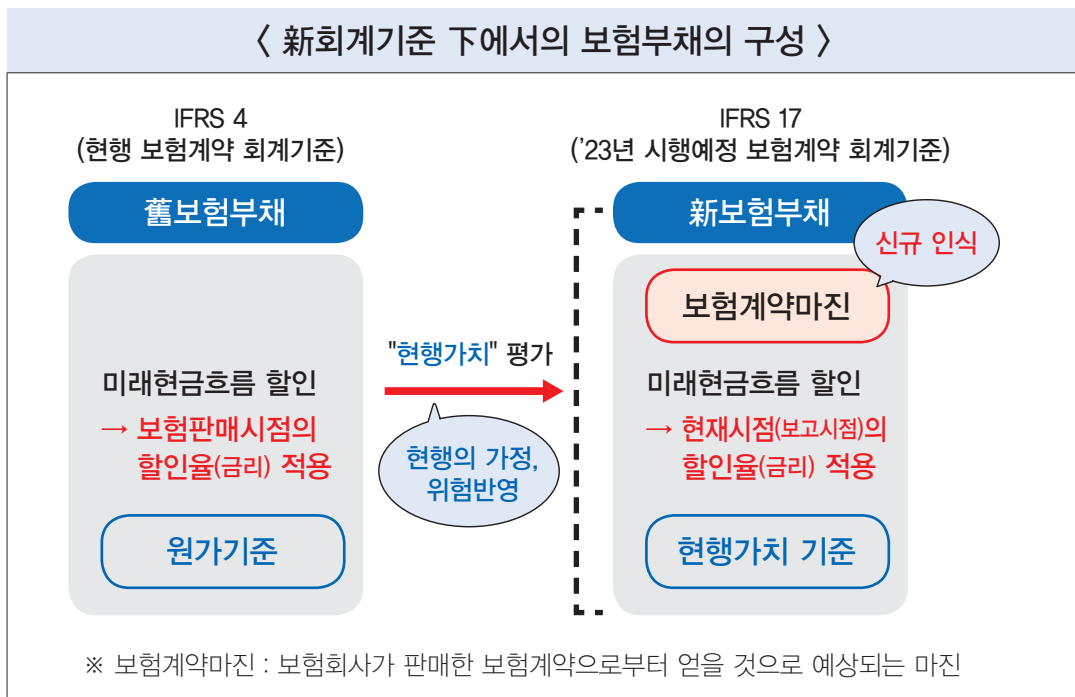 〈 新회계기준 下에서의 보험부채의 구성 〉
IFRS 4
(현행 보험계약 회계기준)
舊보험부채
미래현금흐름 할인
→ 보험판매시점의
할인율(금리) 적용
원가기준
"현행가치" 평가
현행의 가정,
위험반영
IFRS 17
('23년 시행예정 보험계약 회계기준)
新보험부채
신규 인식
보험계약마진
미래현금흐름 할인
→ 현재시점(보고시점)의
할인율(금리) 적용
현행가치 기준
※ 보험계약마진 : 보험회사가 판매한 보험계약으로부터 얻을 것으로 예상되는 마진